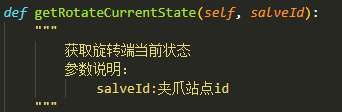 def getRotateCurrentState(self, salveId):
"""
获取旋转端当前状态
参数说明:
salveId:夹爪站点id
"""